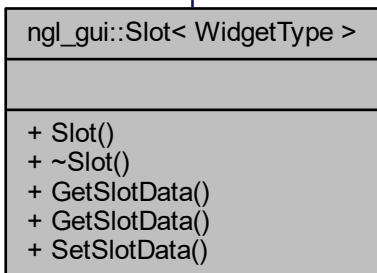 ngl_gui::Slot< WidgetType >
+ Slot()
+ ~Slot()
+ GetSlotData()
+ GetSlotData()
+ SetSlotData()